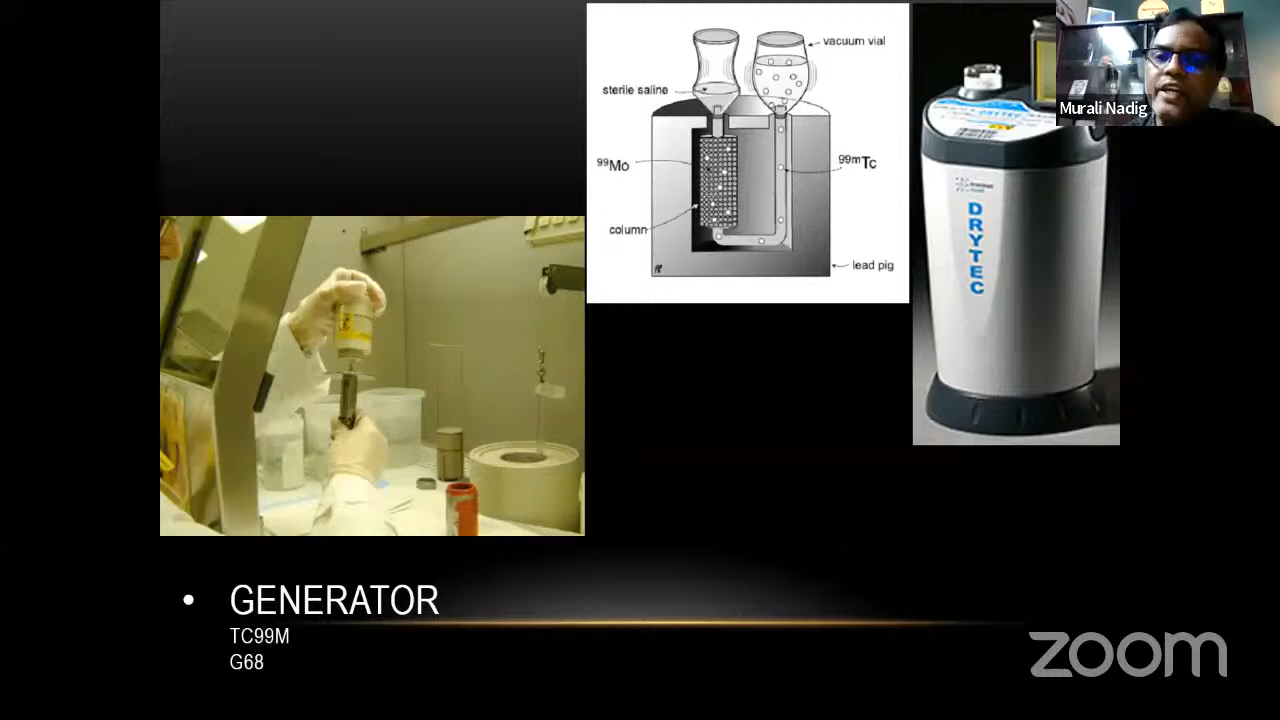 vacuum vial
sterile saline
99Mo
99mTc
column
lead pig
Murali Nadig
DRYTEC
GENERATOR
TC99M
G68
zoom